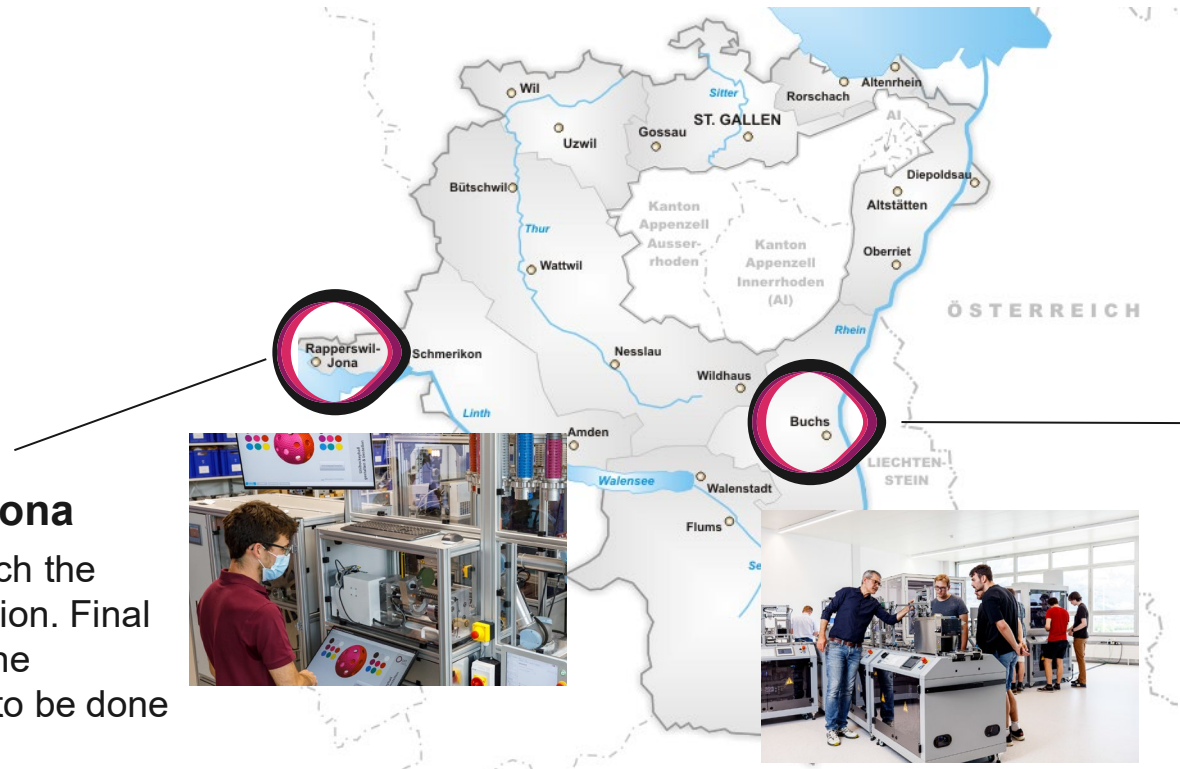 Wil
Sitter
Altenrhein
Rorschach
ST. GALLEN
AI
Gossau
Uzwil
Diepoldsau
Bütschwil
Altstätten
Kanton
Appenzell
Ausser-
rhoden
Thur
Kanton
Appenzell
Innerrhoden
(AI)
Oberriet
Wattwil
ÖSTERREICH
Rhein
Rapperswil-
Jona
Schmerikon
Nesslau
Wildhaus
Linth
Buchs
Amden
LIECHTEN-
STEIN
Walensee
Walenstadt
Flums
Se
ona
ch the
ion. Final
ne
to be done